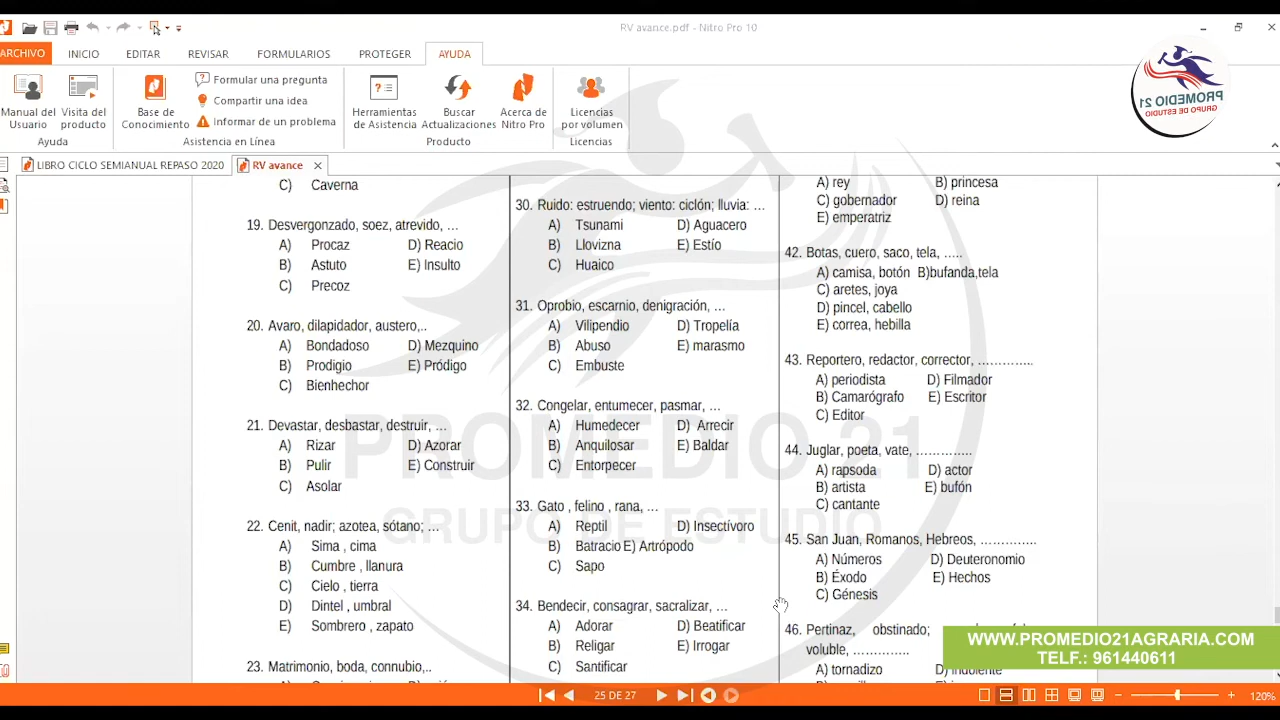 RV avance.pdf - Nitro Pro 10
ARCHIVO INICIO EDITAR REVISAR FORMULARIOS PROTEGER AYUDA
Manual del Usuario
Visita del producto
Ayuda
Base de Conocimiento
Formular una pregunta
Compartir una idea
Informar de un problema
Asistencia en Línea
Herramientas de Asistencia
Buscar Actualizaciones
Acerca de Nitro Pro
Producto
Licencias por volumen
Licencias
PROMEDIO 21
GRUPO DE ESTUDIO
LIBRO CICLO SEMIANUAL REPASO 2020
RV avance
C) Caverna
19. Desvergonzado, soez, atrevido, ...
A) Procaz D) Reacio
B) Astuto E) Insulto
C) Precoz
20. Avaro, dilapidador, austero,..
A) Bondadoso D) Mezquino
B) Prodigio E) Pródigo
C) Bienhechor
21. Devastar, desbastar, destruir, ...
A) Rizar D) Azorar
B) Pulir E) Construir
C) Asolar
22. Cenit, nadir; azotea, sótano; ...
A) Sima , cima
B) Cumbre , llanura
C) Cielo , tierra
D) Dintel , umbral
E) Sombrero , zapato
23. Matrimonio, boda, connubio,..
30. Ruido: estruendo; viento: ciclón; lluvia: ...
A) Tsunami D) Aguacero
B) Llovizna E) Estío
C) Huaico
31. Oprobio, escarnio, denigración, ...
A) Vilipendio D) Tropelía
B) Abuso E) marasmo
C) Embuste
32. Congelar, entumecer, pasmar, ...
A) Humedecer D) Arrecir
B) Anquilosar E) Baldar
C) Entorpecer
33. Gato , felino , rana, ...
A) Reptil D) Insectívoro
B) Batracio E) Artrópodo
C) Sapo
34. Bendecir, consagrar, sacralizar, ...
A) Adorar D) Beatificar
B) Religar E) Irrogar
C) Santificar
A) rey B) princesa
C) gobernador D) reina
E) emperatriz
42. Botas, cuero, saco, tela, .....
A) camisa, botón B)bufanda,tela
C) aretes, joya
D) pincel, cabello
E) correa, hebilla
43. Reportero, redactor, corrector, .............
A) periodista D) Filmador
B) Camarógrafo E) Escritor
C) Editor
44. Juglar, poeta, vate, .............
A) rapsoda D) actor
B) artista E) bufón
C) cantante
45. San Juan, Romanos, Hebreos, .............
A) Números D) Deuteronomio
B) Éxodo E) Hechos
C) Génesis
46. Pertinaz, obstinado;
voluble, .............
A) tornadizo D) indolente
PROMEDIO 21
GRUPO DE ESTUDIO
WWW.PROMEDIO21AGRARIA.COM
TELF.: 961440611
25 DE 27
120%